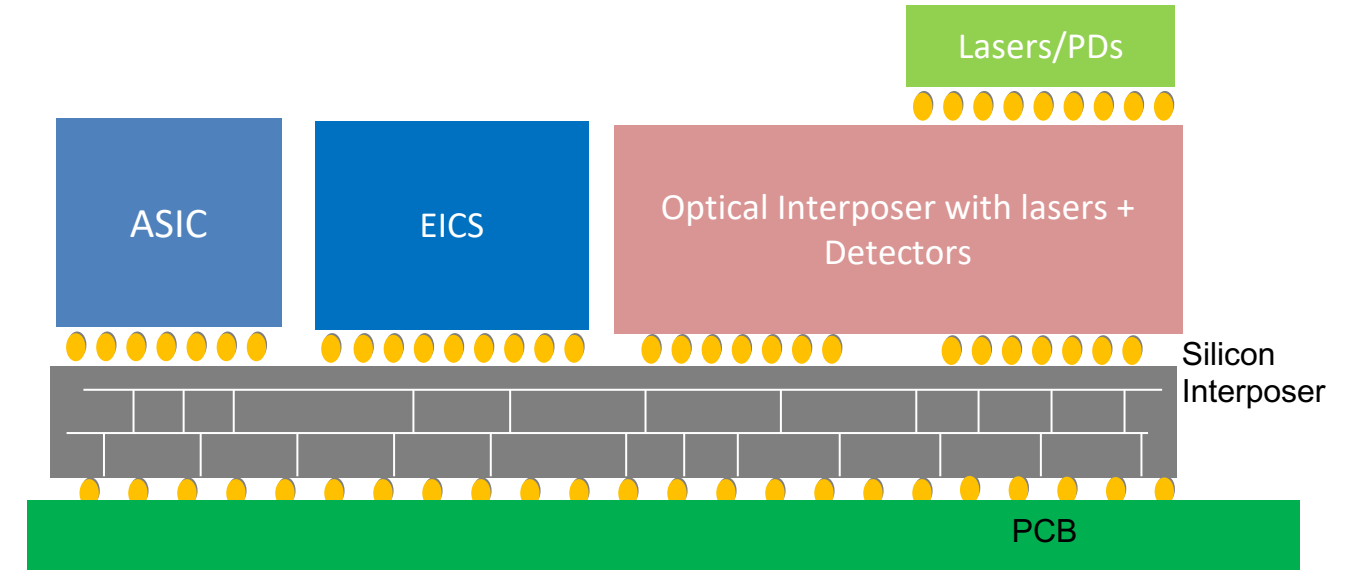 Lasers/PDs
ASIC
EICS
Optical Interposer with lasers +
Detectors
Silicon
Interposer
PCB